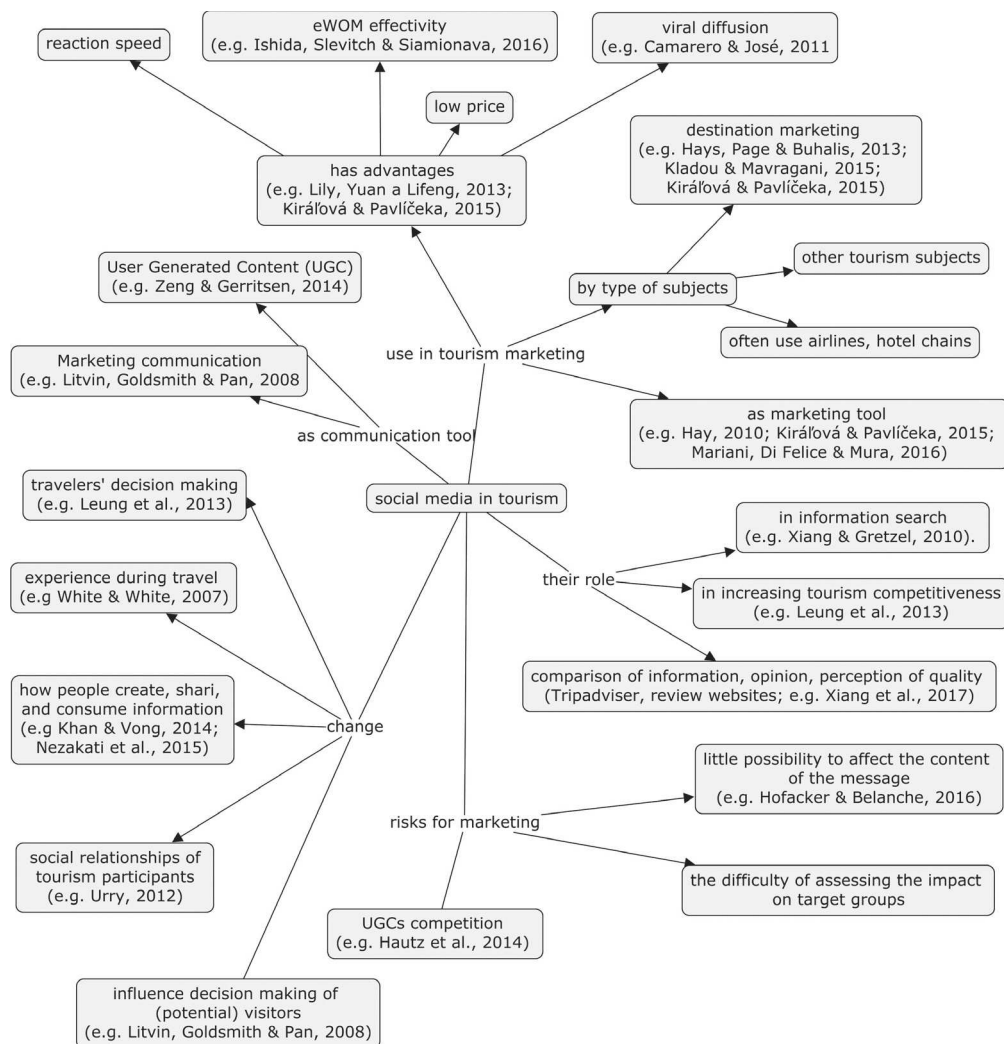 eWOM effectivity
(e.g. Ishida, Slevitch & Siamionava, 2016)
viral diffusion
(e.g. Camarero & José, 2011
reaction speed
low price
destination marketing
(e.g. Hays, Page & Buhalis, 2013;
Kladou & Mavragani, 2015;
Kiráľová & Pavlíčeka, 2015)
has advantages
(e.g. Lily, Yuan a Lifeng, 2013;
Kiráľová & Pavlíčeka, 2015)
User Generated Content (UGC)
(e.g. Zeng & Gerritsen, 2014)
other tourism subjects
by type of subjects
often use airlines, hotel chains
use in tourism marketing
Marketing communication
(e.g. Litvin, Goldsmith & Pan, 2008
as marketing tool
(e.g. Hay, 2010; Kiráľová & Pavlíčeka, 2015;
Mariani, Di Felice & Mura, 2016)
as communication tool
travelers' decision making
(e.g. Leung et al., 2013)
social media in tourism
in information search
(e.g. Xiang & Gretzel, 2010).
their role
experience during travel
(e.g White & White, 2007)
in increasing tourism competitiveness
(e.g. Leung et al., 2013)
comparison of information, opinion, perception of quality
(Tripadviser, review websites; e.g. Xiang et al., 2017)
how people create, shari,
and consume information
(e.g Khan & Vong, 2014;
Nezakati et al., 2015)
change
little possibility to affect the content
of the message
(e.g. Hofacker & Belanche, 2016)
risks for marketing
social relationships of
tourism participants
(e.g. Urry, 2012)
the difficulty of assessing the impact
on target groups
UGCs competition
(e.g. Hautz et al., 2014)
influence decision making of
(potential) visitors
(e.g. Litvin, Goldsmith & Pan, 2008)